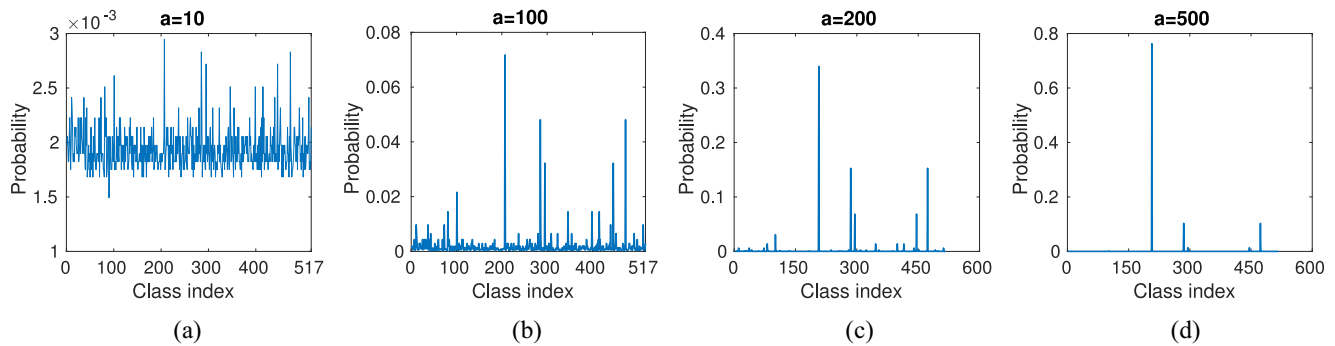 a=10
×10⁻³
3
2.5
2
1.5
1
Probability
0 100 200 300 400 517
Class index
(a)
a=100
0.08
0.06
0.04
0.02
0
Probability
0 100 200 300 400 517
Class index
(b)
a=200
0.4
0.3
0.2
0.1
0
Probability
0 150 300 450 600
Class index
(c)
a=500
0.8
0.6
0.4
0.2
0
Probability
0 150 300 450 600
Class index
(d)